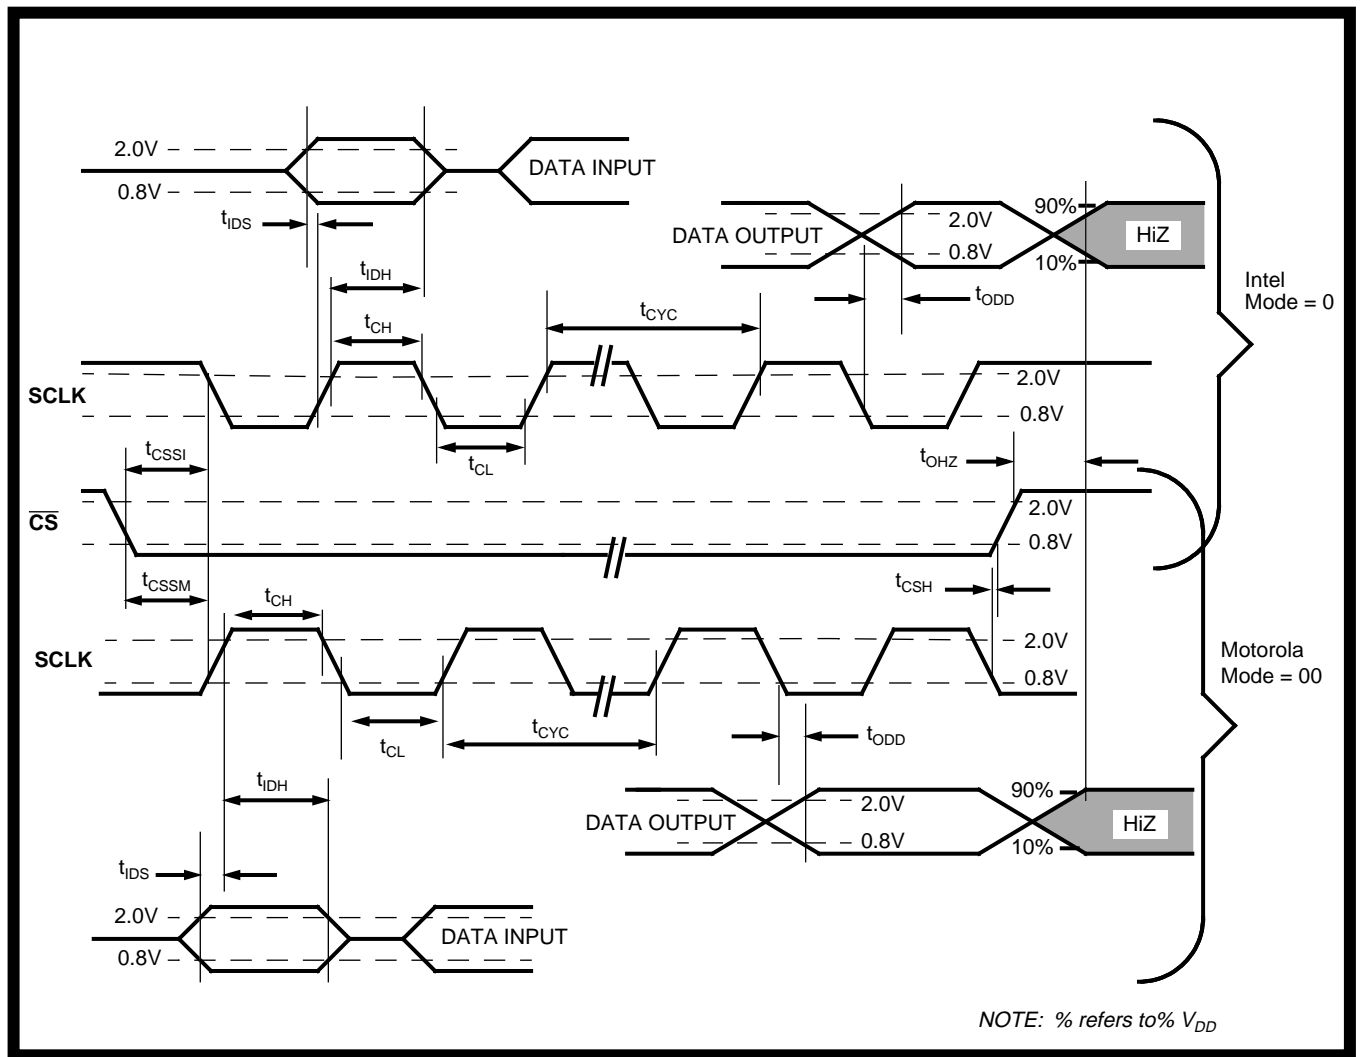 2.0V
DATA INPUT
0.8V
tIDS
90%
2.0V
DATA OUTPUT
HiZ
0.8V
10%
tIDH
tODD
Intel
Mode = 0
tCYC
tCH
2.0V
SCLK
0.8V
tCSSI
tCL
tOHZ
2.0V
CS
0.8V
tCSSM
tCH
tCSH
2.0V
SCLK
Motorola
Mode = 00
0.8V
tCYC
tODD
tCL
tIDH
90%
2.0V
DATA OUTPUT
HiZ
0.8V
10%
tIDS
2.0V
DATA INPUT
0.8V
NOTE: % refers to% VDD